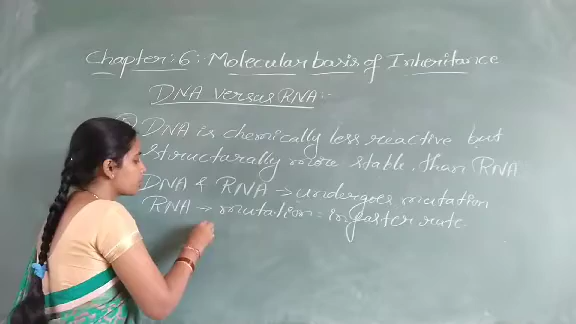 Chapter: 6: Molecular basis of Inheritance
DNA versus RNA:-
DNA is chemically less reactive but
structurally more stable. than RNA
DNA & RNA → undergoes mutation
RNA → mutation: in faster rate